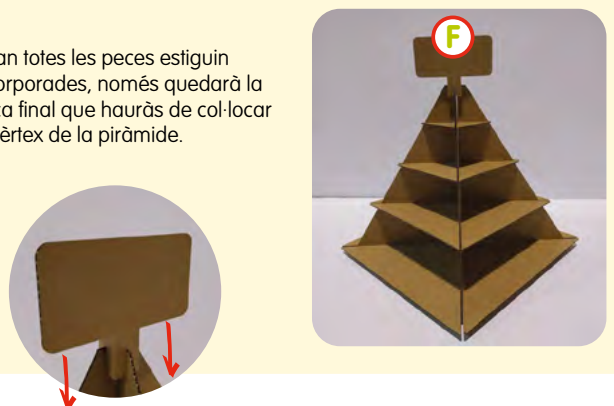 an totes les peces estiguin
orporades, només quedarà la
a final que hauràs de col·locar
èrtex de la piràmide.
F